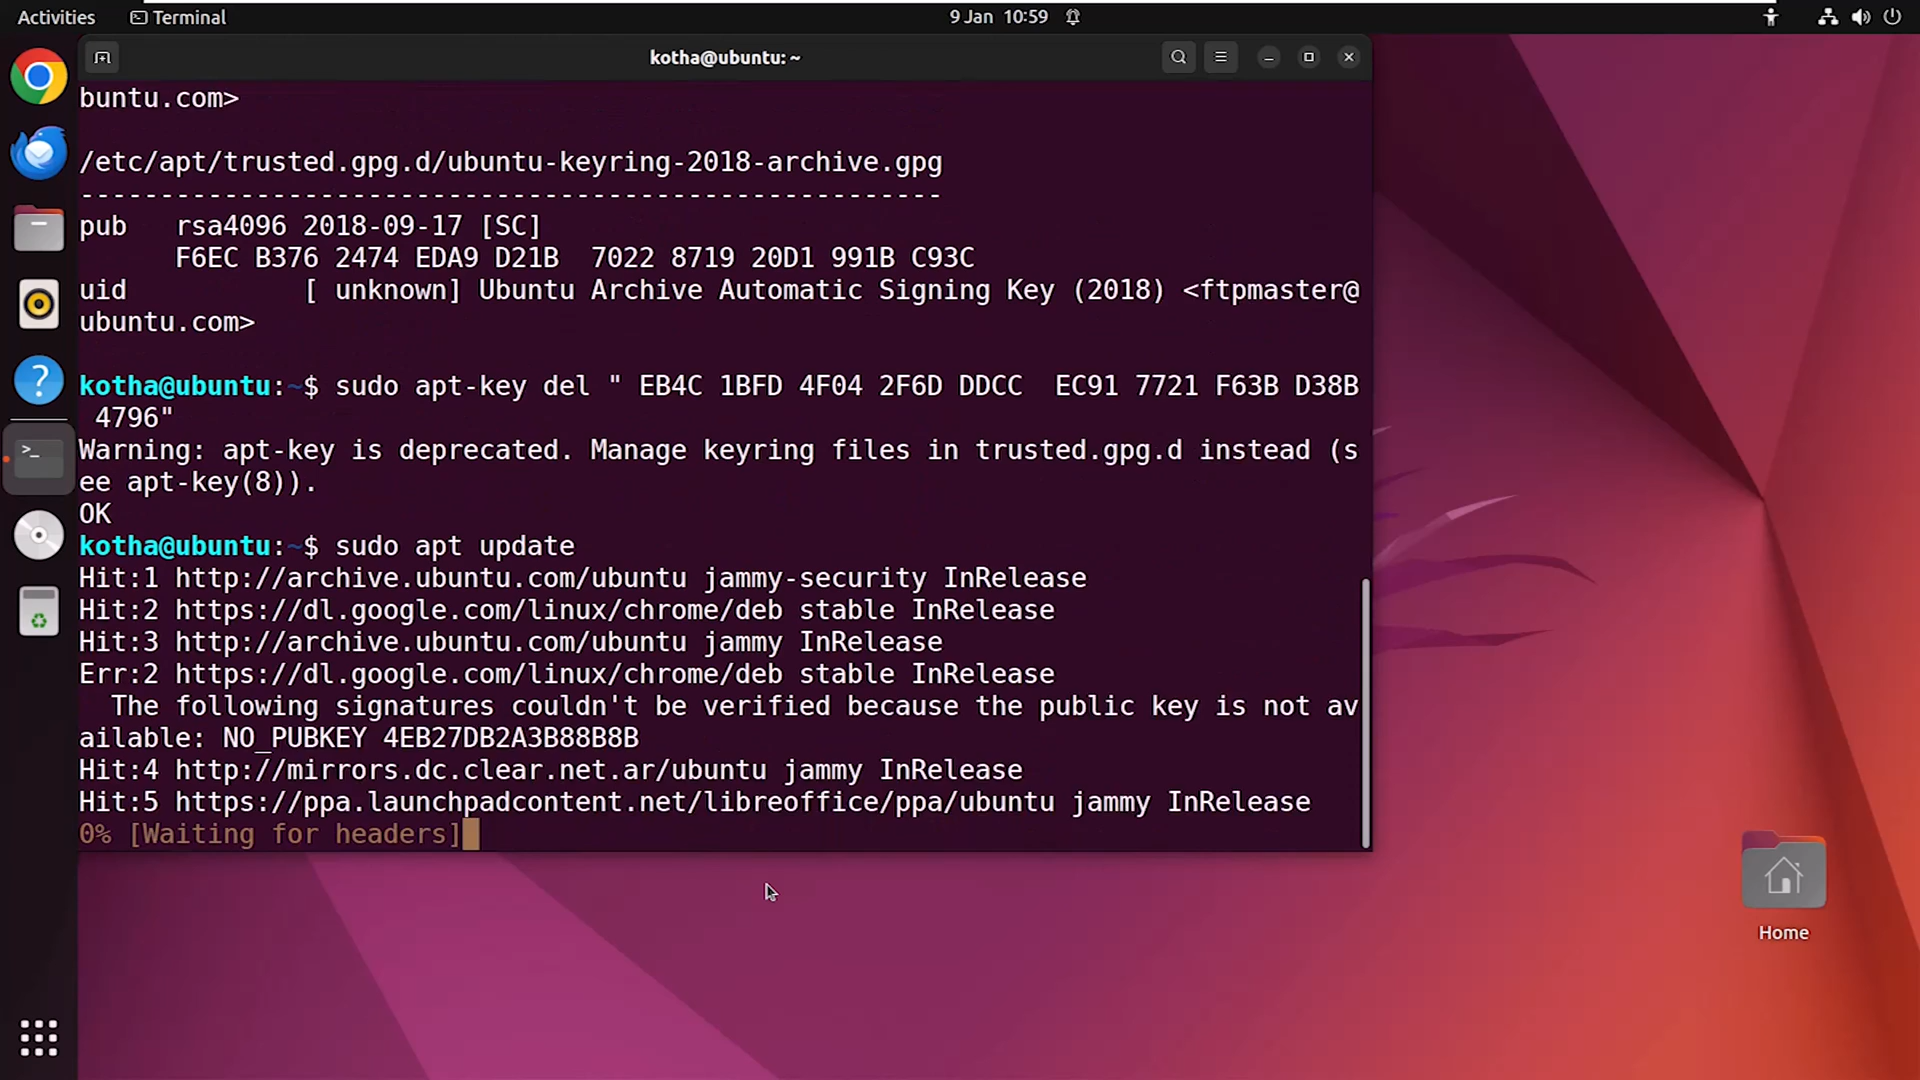 Activities Terminal 9 Jan 10:59
kotha@ubuntu: ~
buntu.com>
/etc/apt/trusted.gpg.d/ubuntu-keyring-2018-archive.gpg
------------------------------------------------------
pub   rsa4096 2018-09-17 [SC]
      F6EC B376 2474 EDA9 D21B  7022 8719 20D1 991B C93C
uid           [ unknown] Ubuntu Archive Automatic Signing Key (2018) <ftpmaster@
ubuntu.com>
kotha@ubuntu:~$ sudo apt-key del " EB4C 1BFD 4F04 2F6D DDCC  EC91 7721 F63B D38B
 4796"
Warning: apt-key is deprecated. Manage keyring files in trusted.gpg.d instead (s
ee apt-key(8)).
OK
kotha@ubuntu:~$ sudo apt update
Hit:1 http://archive.ubuntu.com/ubuntu jammy-security InRelease
Hit:2 https://dl.google.com/linux/chrome/deb stable InRelease
Hit:3 http://archive.ubuntu.com/ubuntu jammy InRelease
Err:2 https://dl.google.com/linux/chrome/deb stable InRelease
  The following signatures couldn't be verified because the public key is not av
ailable: NO_PUBKEY 4EB27DB2A3B88B8B
Hit:4 http://mirrors.dc.clear.net.ar/ubuntu jammy InRelease
Hit:5 https://ppa.launchpadcontent.net/libreoffice/ppa/ubuntu jammy InRelease
0% [Waiting for headers]
Home